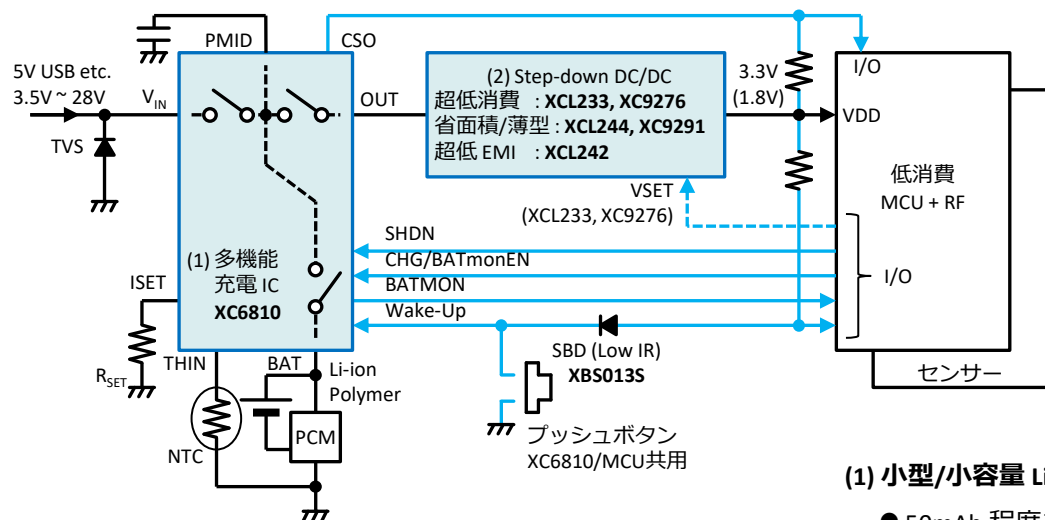 PMID
CSO
5V USB etc.
3.5V ~ 28V
VIN
TVS
OUT
(2) Step-down DC/DC
超低消費 : XCL233, XC9276
省面積/薄型 : XCL244, XC9291
超低 EMI : XCL242
3.3V
(1.8V)
I/O
VDD
低消費
MCU + RF
VSET
(XCL233, XC9276)
SHDN
CHG/BATmonEN
BATMON
Wake-Up
I/O
(1) 多機能
充電 IC
XC6810
ISET
RSET
THIN
BAT
Li-ion
Polymer
NTC
PCM
SBD (Low IR)
XBS013S
プッシュボタン
XC6810/MCU共用
センサー
(1) 小型/小容量 Li
● 50mAh 程度